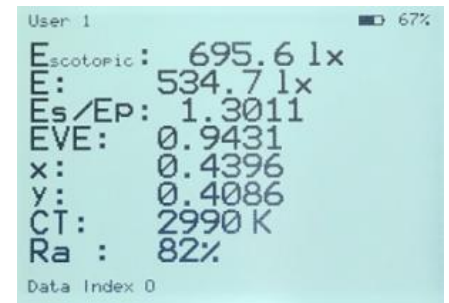 User 1 67%
Escotopic: 695.6 lx
E: 534.7 lx
Es/Ep: 1.3011
EVE: 0.9431
x: 0.4396
y: 0.4086
CT: 2990 K
Ra : 82%
Data Index 0